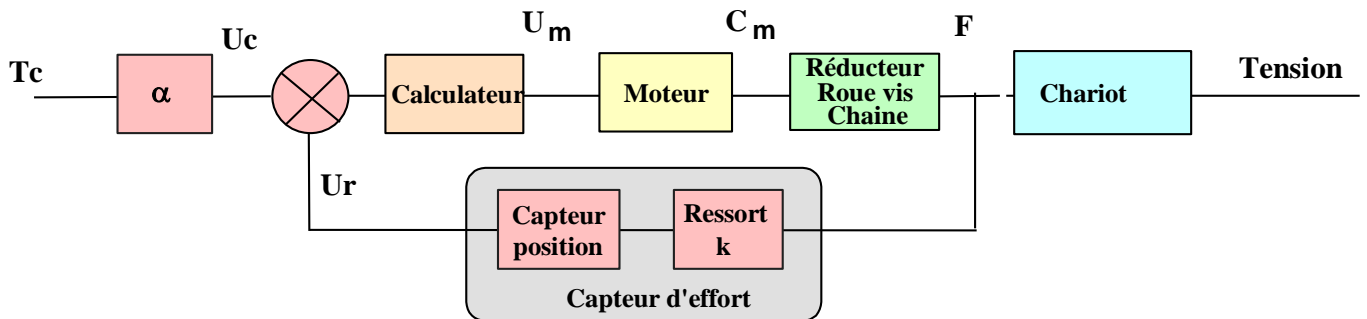 Tc
α
Uc
Calculateur
U m
Moteur
C m
Réducteur
Roue vis
Chaine
F
Chariot
Tension
Ur
Capteur
position
Ressort
k
Capteur d'effort